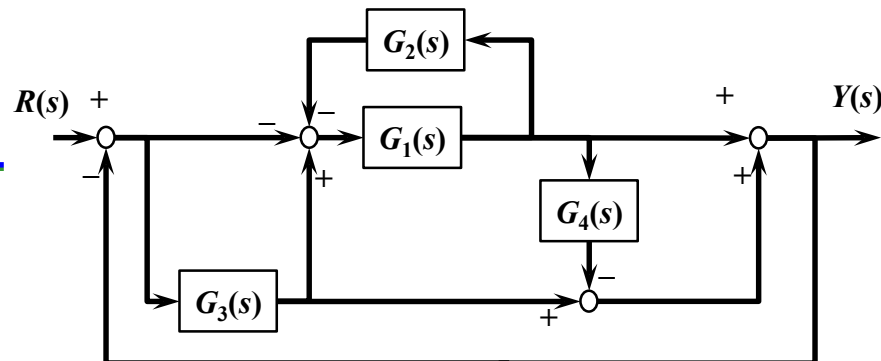 G₂(s)
R(s) + − + Y(s)
− G₁(s)
− + +
G₄(s)
−
G₃(s) +